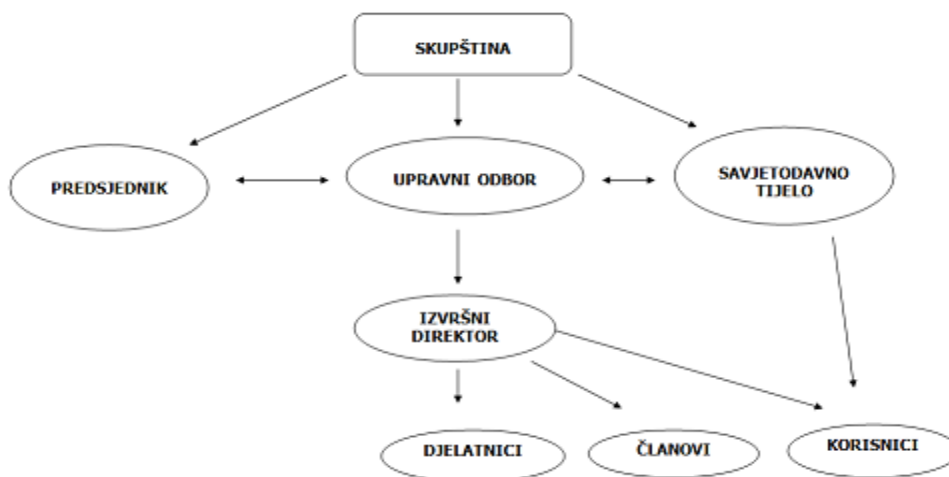 SKUPŠTINA
PREDSJEDNIK
UPRAVNI ODBOR
SAVJETODAVNO
TIJELO
IZVRŠNI
DIREKTOR
DJELATNICI
ČLANOVI
KORISNICI